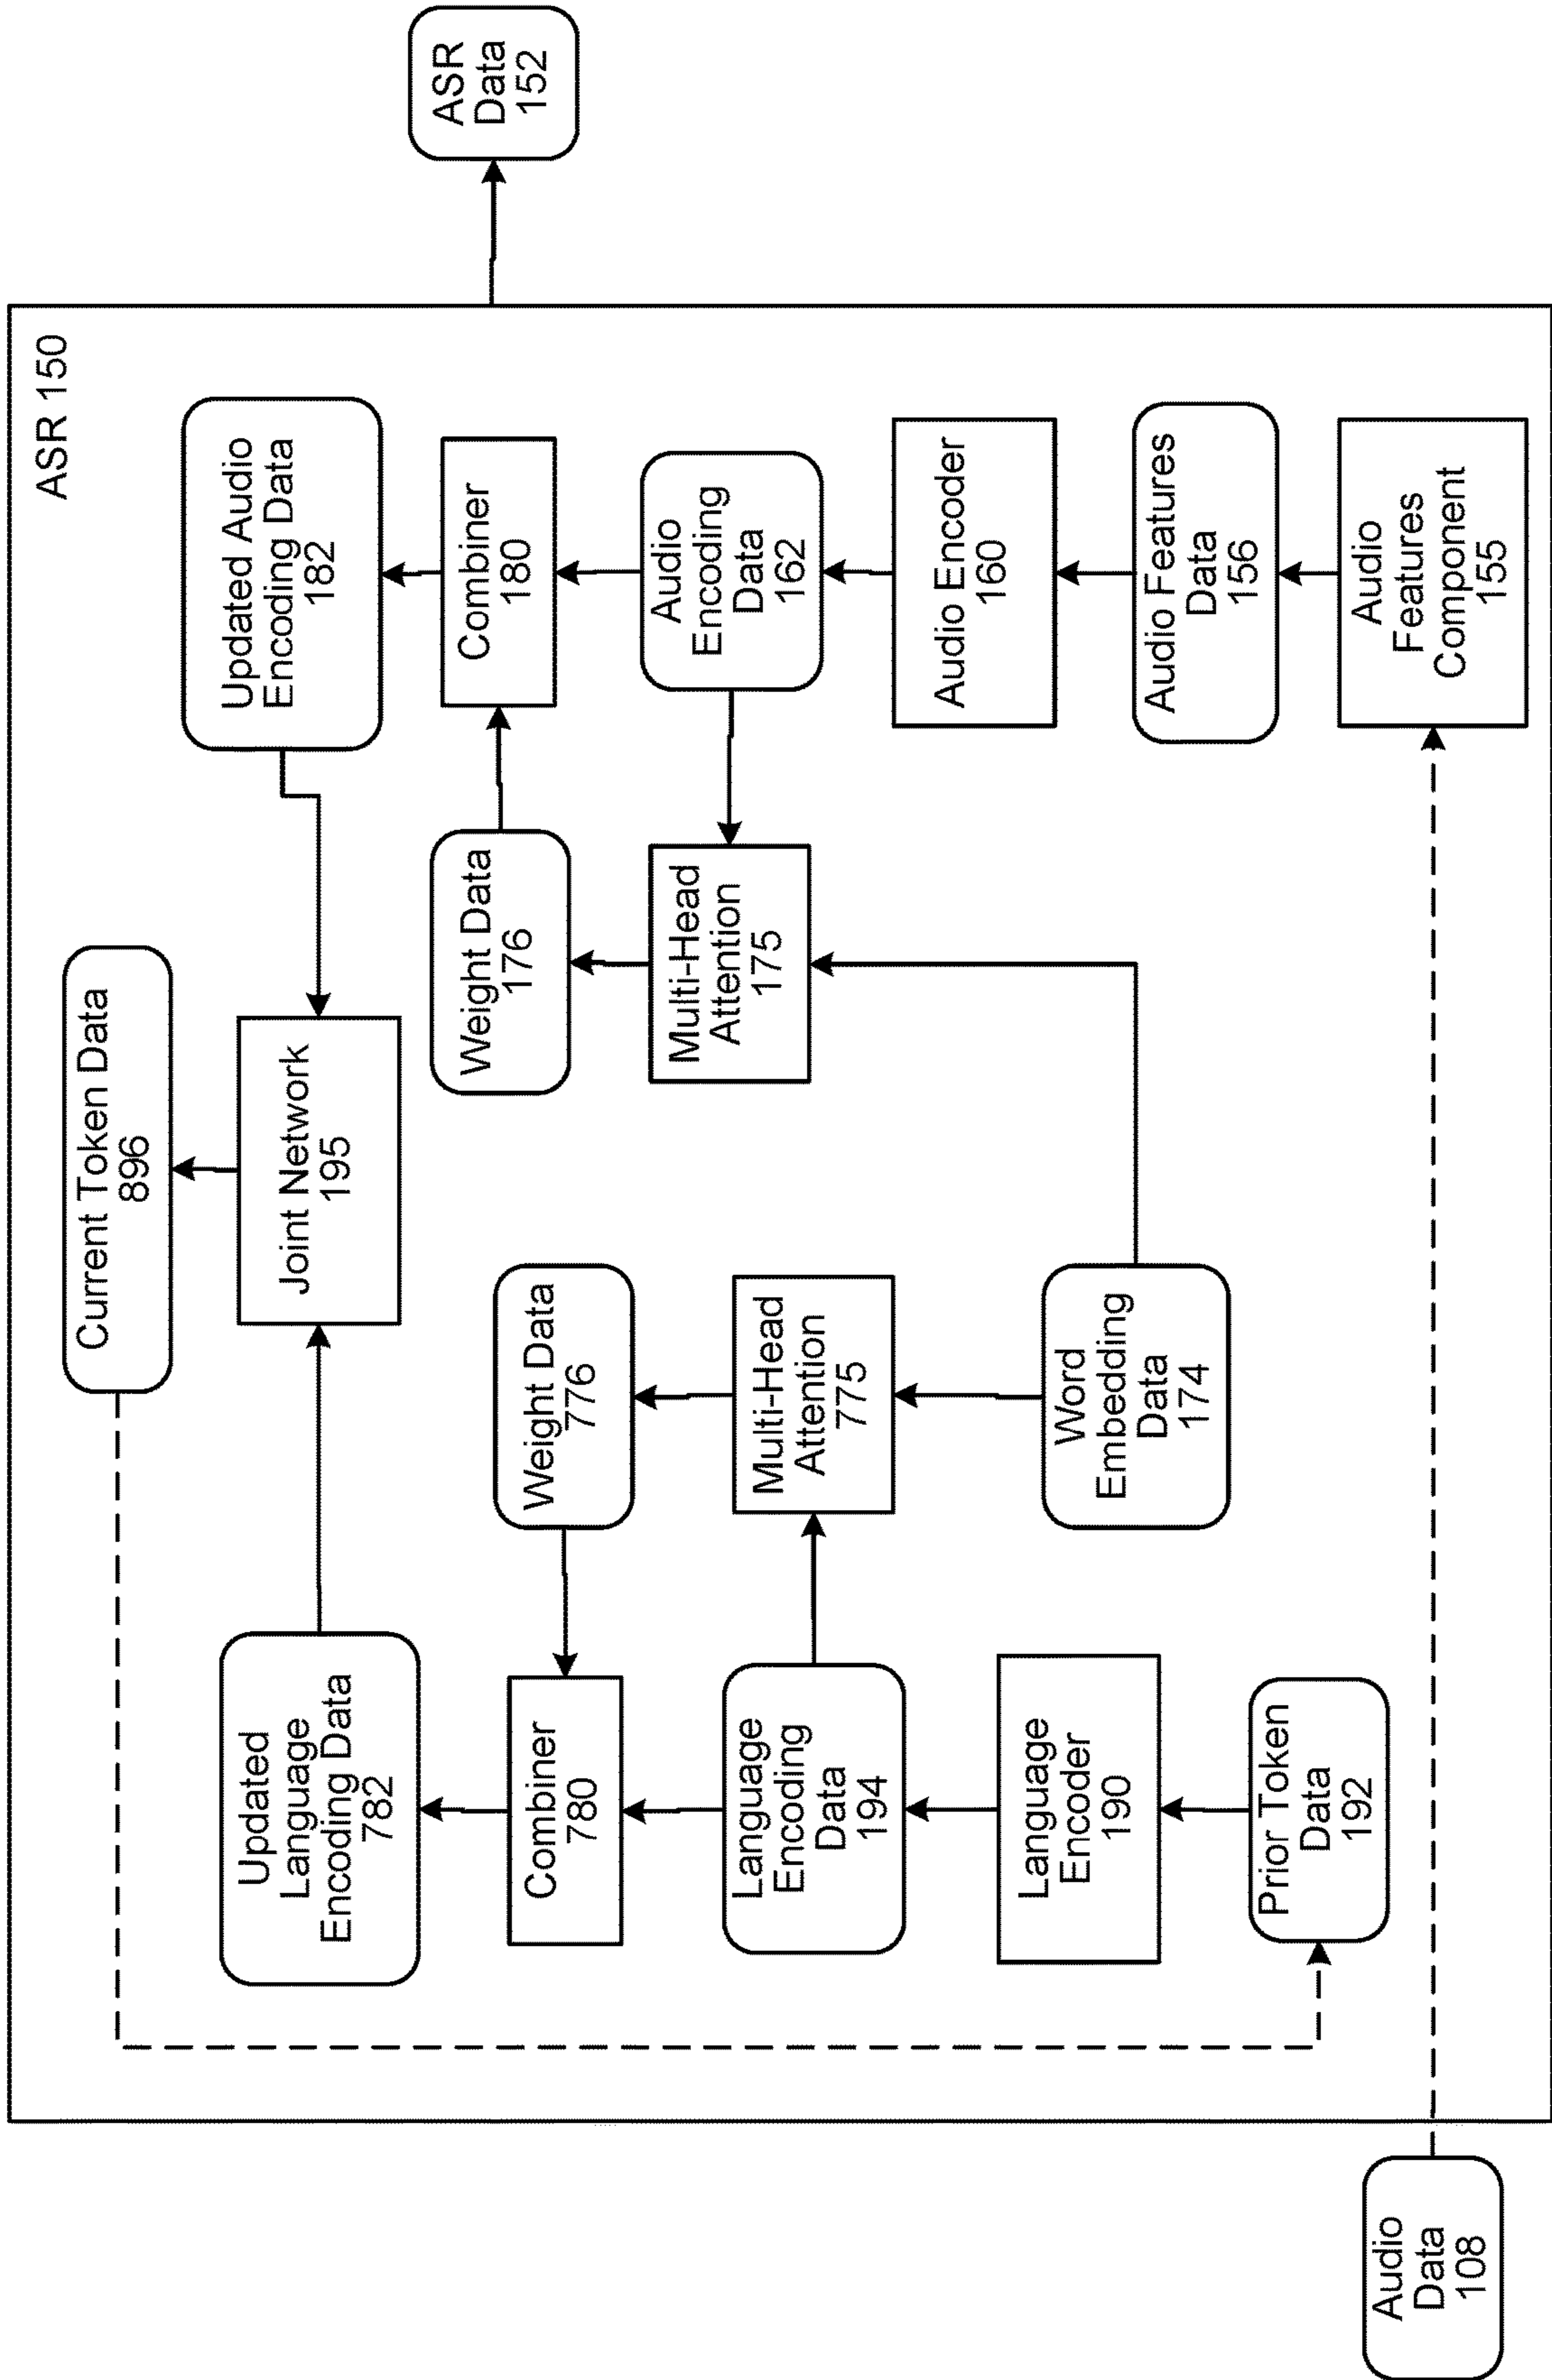 ASR 150
Current Token Data
896
Updated
Language
Encoding Data
782
Joint Network
195
Updated Audio
Encoding Data
182
Combiner
780
Weight Data
776
Weight Data
176
Combiner
180
ASR
Data
152
Language
Encoding
Data
194
Multi-Head
Attention
775
Multi-Head
Attention
175
Audio
Encoding
Data
162
Language
Encoder
190
Word
Embedding
Data
174
Audio Encoder
160
Prior Token
Data
192
Audio Features
Data
156
Audio
Data
108
Audio
Features
Component
155